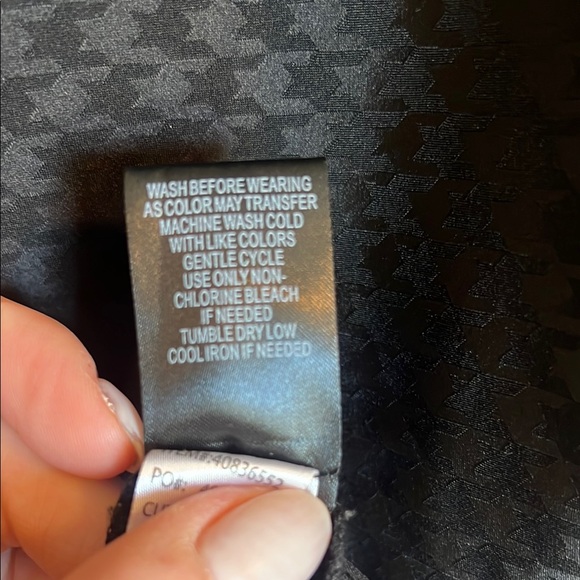 WASH BEFORE WEARING
AS COLOR MAY TRANSFER
MACHINE WASH COLD
WITH LIKE COLORS
GENTLE CYCLE
USE ONLY NON-
CHLORINE BLEACH
IF NEEDED
TUMBLE DRY LOW
COOL IRON IF NEEDED
PO#: